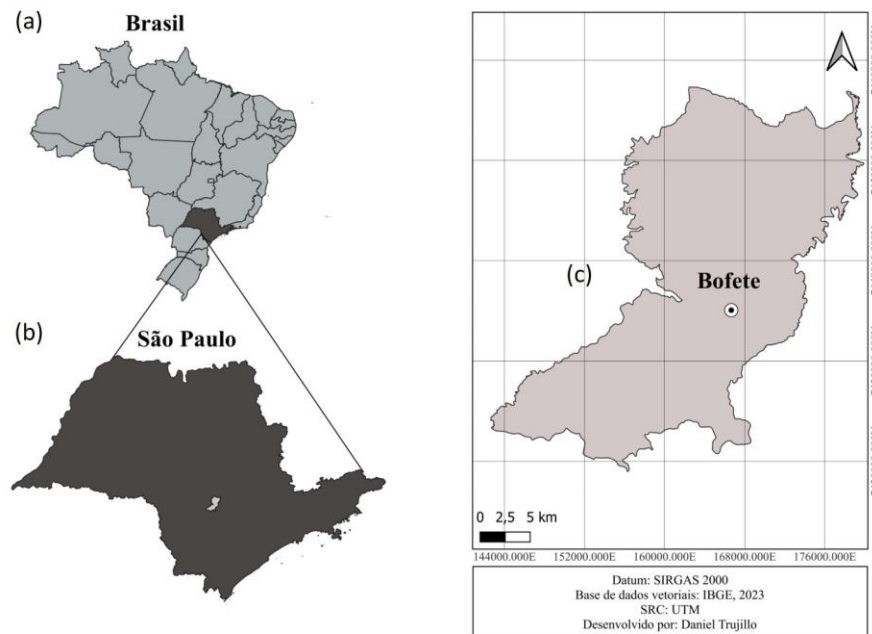 (a)
Brasil
(b)
São Paulo
(c)
Bofete
0 2,5 5 km
144000.000E 152000.000E 160000.000E 168000.000E 176000.000E
Datum: SIRGAS 2000
Base de dados vetoriais: IBGE, 2023
SRC: UTM
Desenvolvido por: Daniel Trujillo